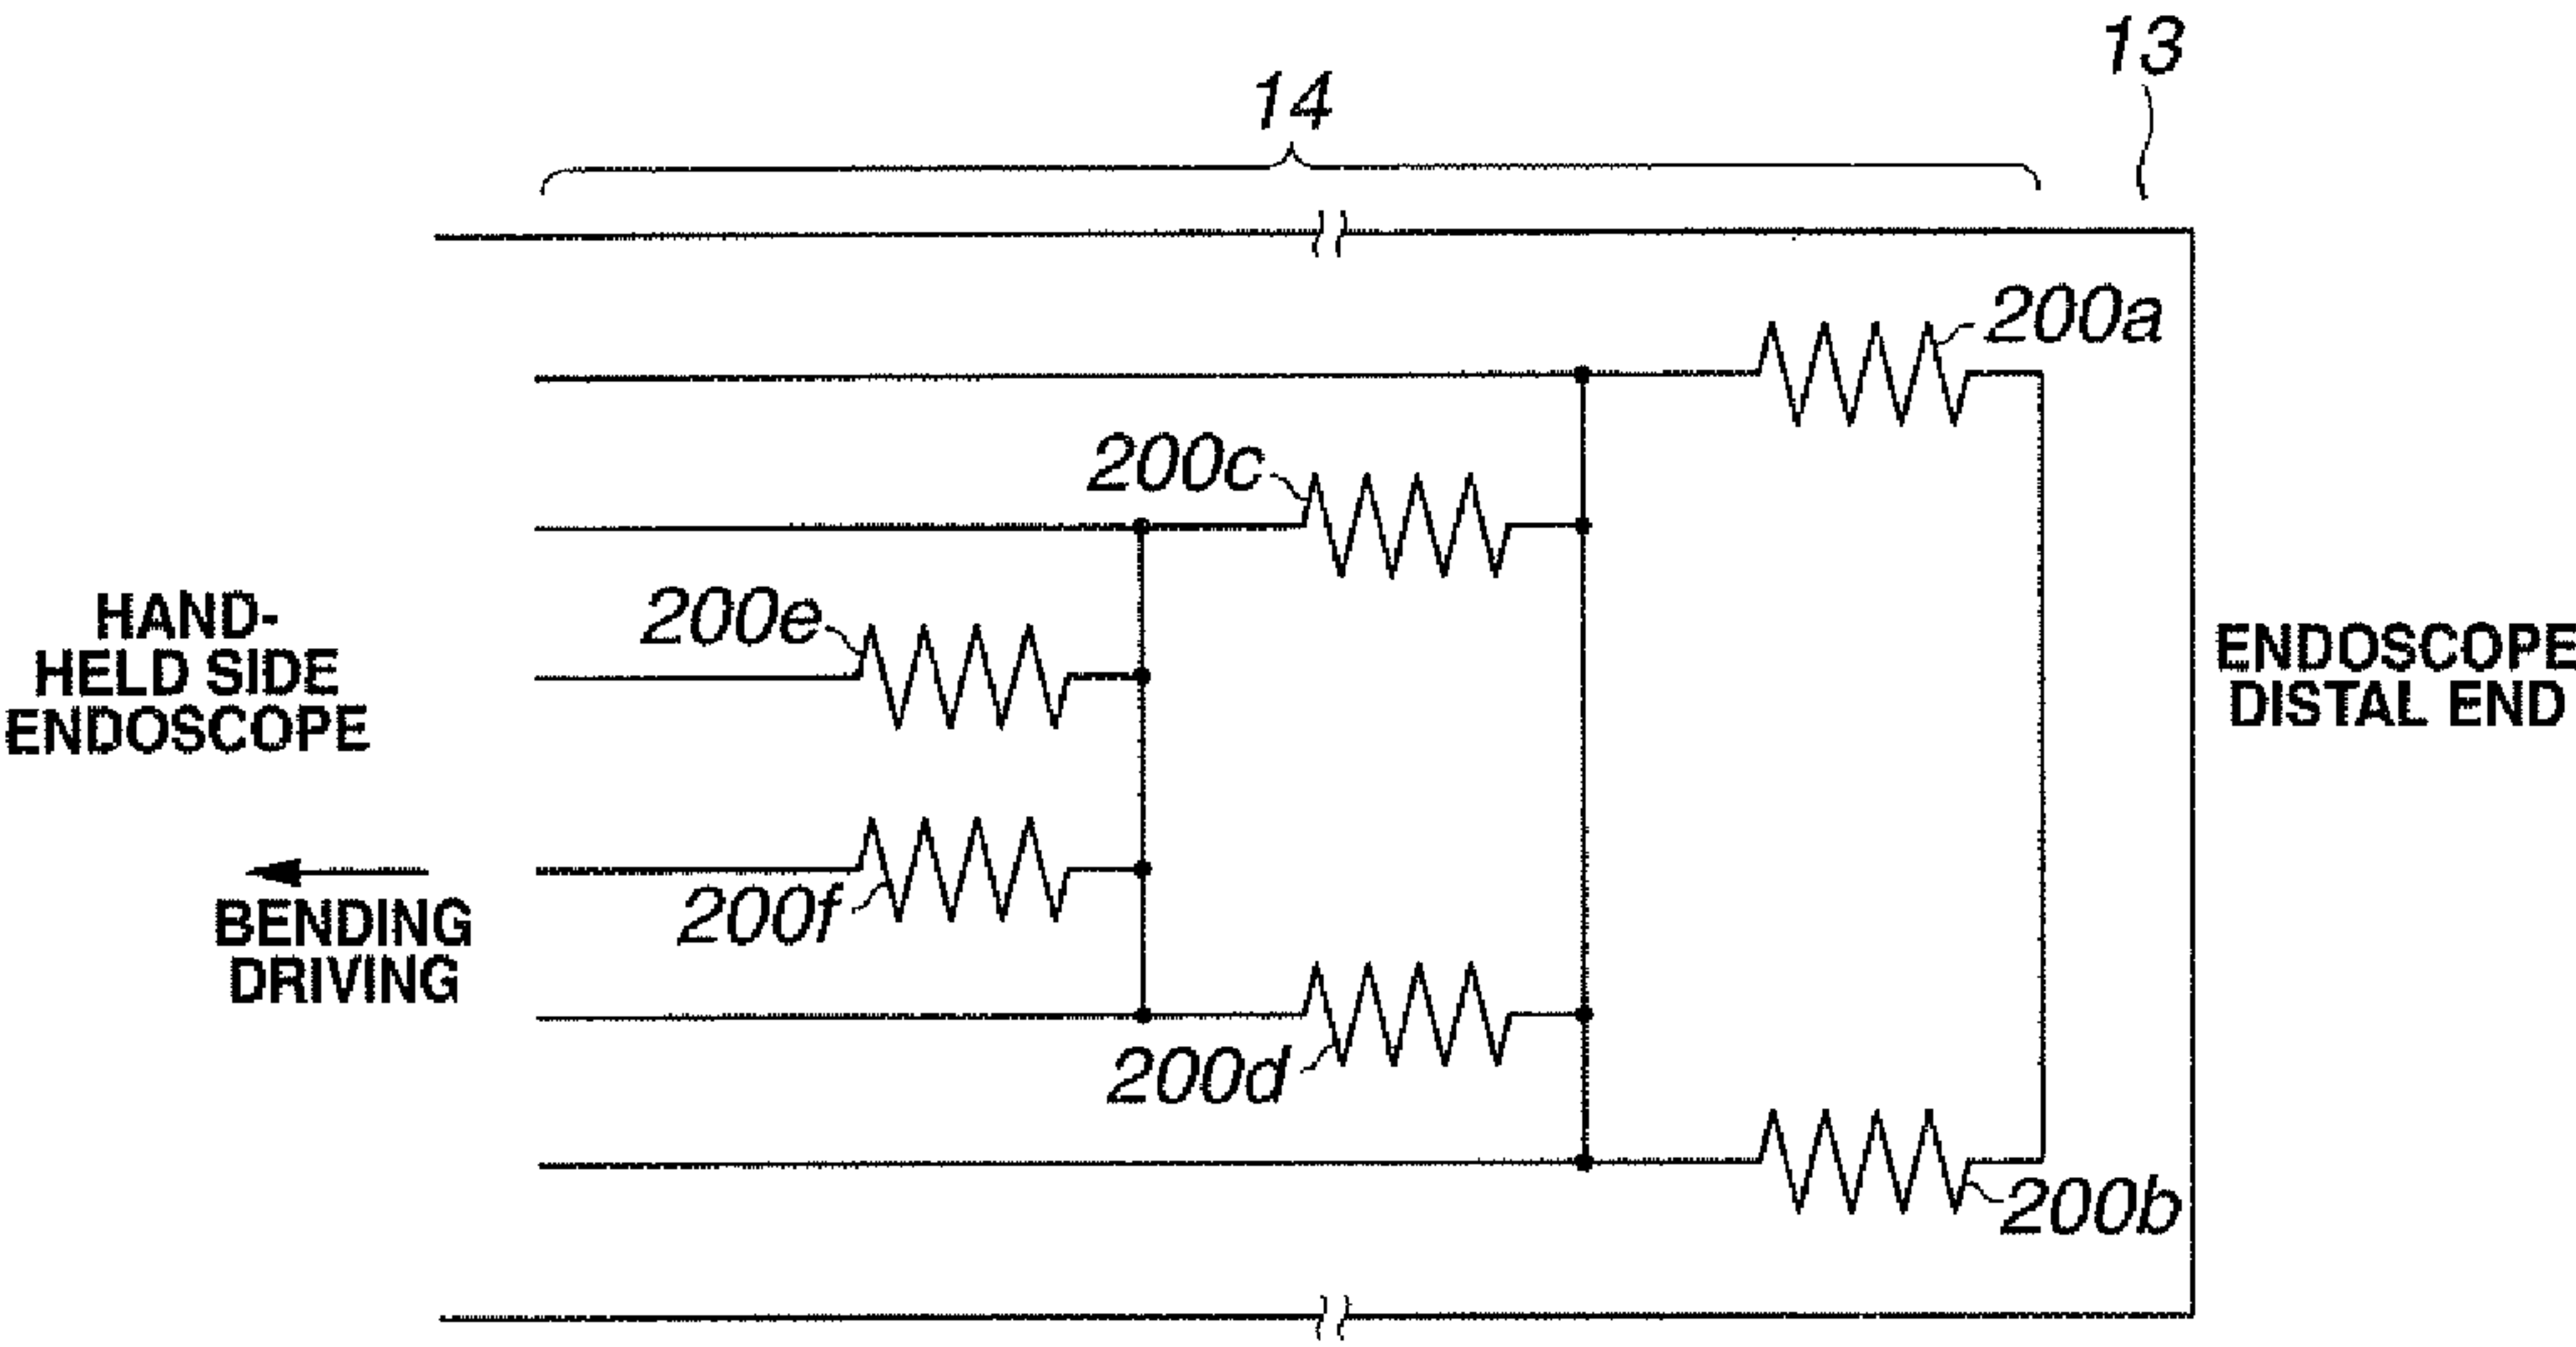 13
14
200a
200c
HAND-
HELD SIDE
ENDOSCOPE
200e
ENDOSCOPE
DISTAL END
200f
BENDING
DRIVING
200d
200b